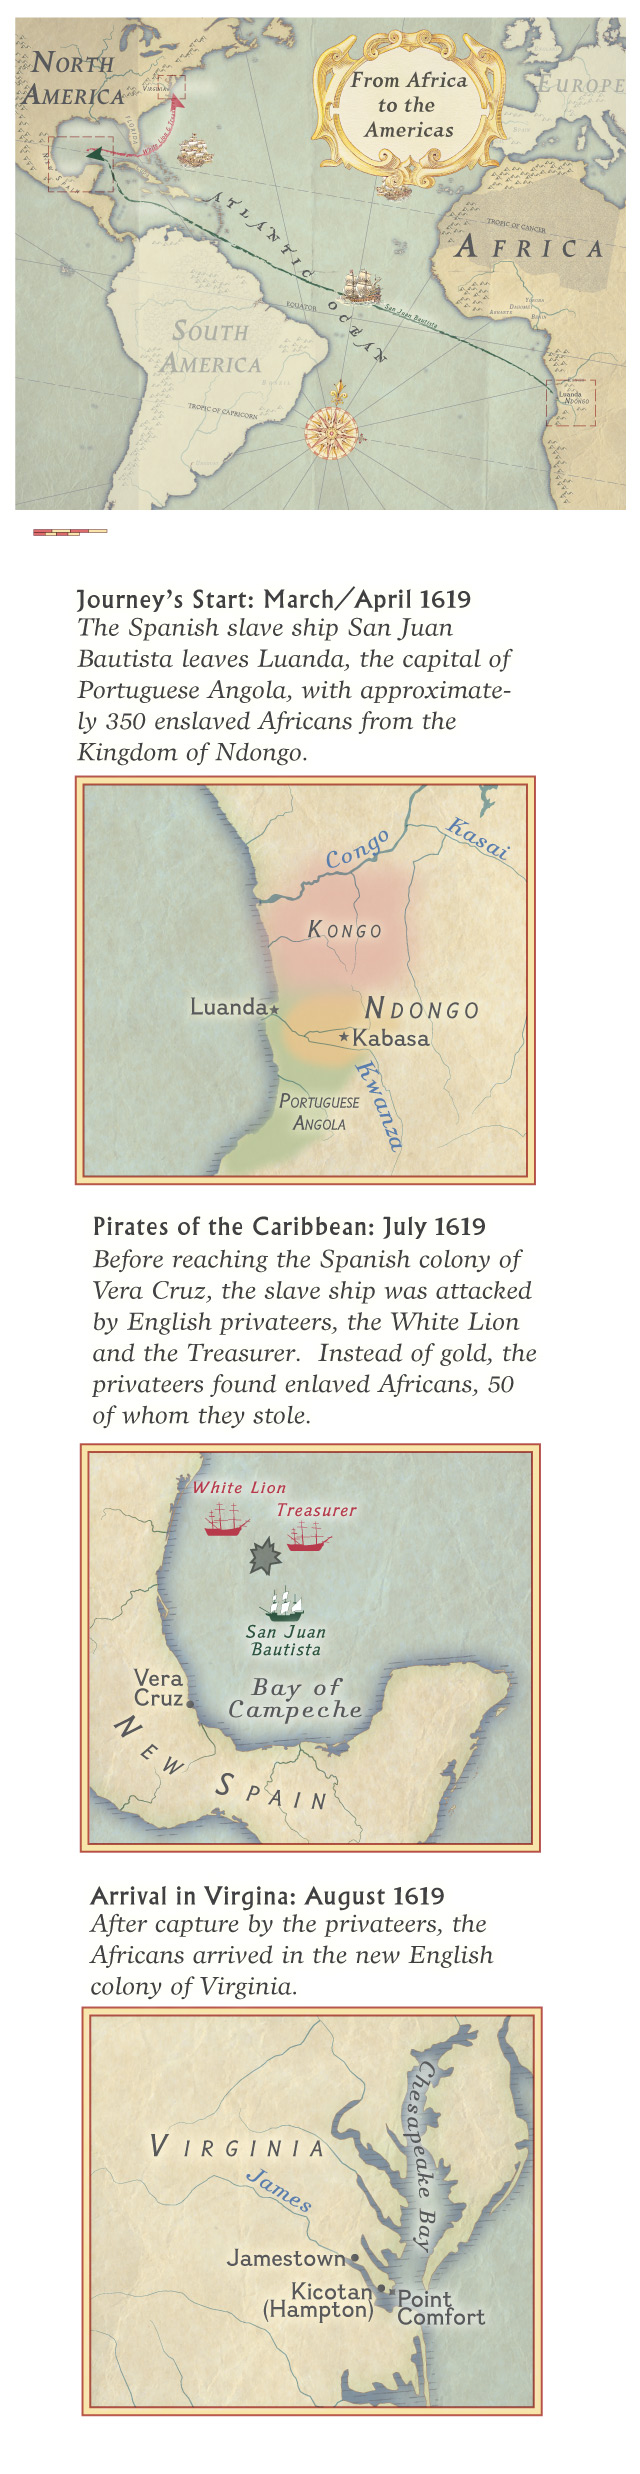 From Africa
to the
Americas
NORTH
AMERICA
VIRGINIA
FLORIDA
EUROPE
ATLANTIC
OCEAN
TROPIC OF CANCER
AFRICA
EQUATOR
San Juan Bautista
SOUTH
AMERICA
BRAZIL
TROPIC OF CAPRICORN
Luanda
NDONGO
Journey's Start: March/April 1619
The Spanish slave ship San Juan
Bautista leaves Luanda, the capital of
Portuguese Angola, with approximate-
ly 350 enslaved Africans from the
Kingdom of Ndongo.
Congo
Kasai
KONGO
Luanda
NDONGO
Kabasa
Kwanza
PORTUGUESE
ANGOLA
Pirates of the Caribbean: July 1619
Before reaching the Spanish colony of
Vera Cruz, the slave ship was attacked
by English privateers, the White Lion
and the Treasurer.  Instead of gold, the
privateers found enlaved Africans, 50
of whom they stole.
White Lion
Treasurer
San Juan
Bautista
Vera
Cruz
Bay of
Campeche
NEW SPAIN
Arrival in Virgina: August 1619
After capture by the privateers, the
Africans arrived in the new English
colony of Virginia.
Chesapeake Bay
VIRGINIA
James
Jamestown
Kicotan
(Hampton)
Point
Comfort